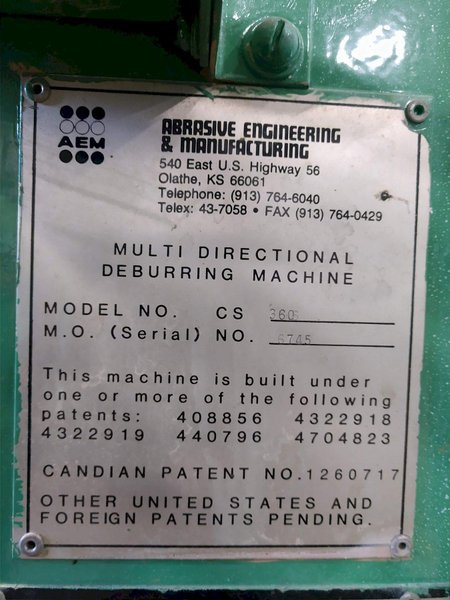 AEM
ABRASIVE ENGINEERING
& MANUFACTURING
540 East U.S. Highway 56
Olathe, KS 66061
Telephone: (913) 764-6040
Telex: 43-7058 • FAX (913) 764-0429
MULTI DIRECTIONAL
DEBURRING MACHINE
MODEL NO. CS
M.O. (Serial) NO. 6745
This machine is built under
one or more of the following
patents: 408856 4322918
4322919 440796 4704823
CANDIAN PATENT NO. 1260717
OTHER UNITED STATES AND
FOREIGN PATENTS PENDING.